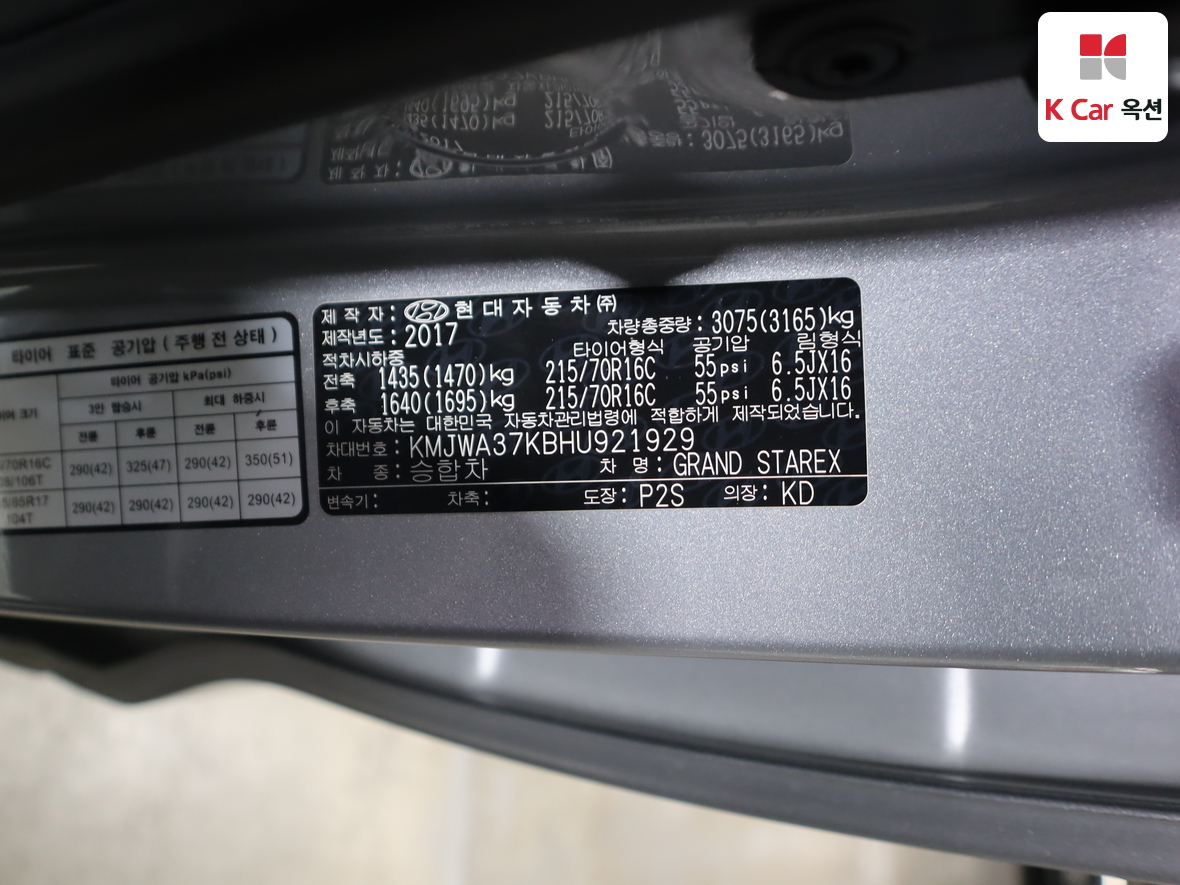 K Car 옥션
제 작 자 : 현대자동차㈜
제작년도 : 2017
차량총중량 : 3075(3165)kg
적차시하중 타이어형식 공기압 림형식
전축 1435(1470)kg 215/70R16C 55psi 6.5JX16
후축 1640(1695)kg 215/70R16C 55psi 6.5JX16
이 자동차는 대한민국 자동차관리법령에 적합하게 제작되었습니다.
차대번호 : KMJWA37KBHU921929
차 종 : 승합차 차 명 : GRAND STAREX
변속기 : 차축 : 도장 : P2S 의장 : KD
타이어 표준 공기압 ( 주행 전 상태 )
타이어 공기압 kPa(psi)
3인 탑승시 최대 하중시
전륜 후륜 전륜 후륜
/70R16C 290(42) 325(47) 290(42) 350(51)
/106T
/65R17 290(42) 290(42) 290(42) 290(42)
104T